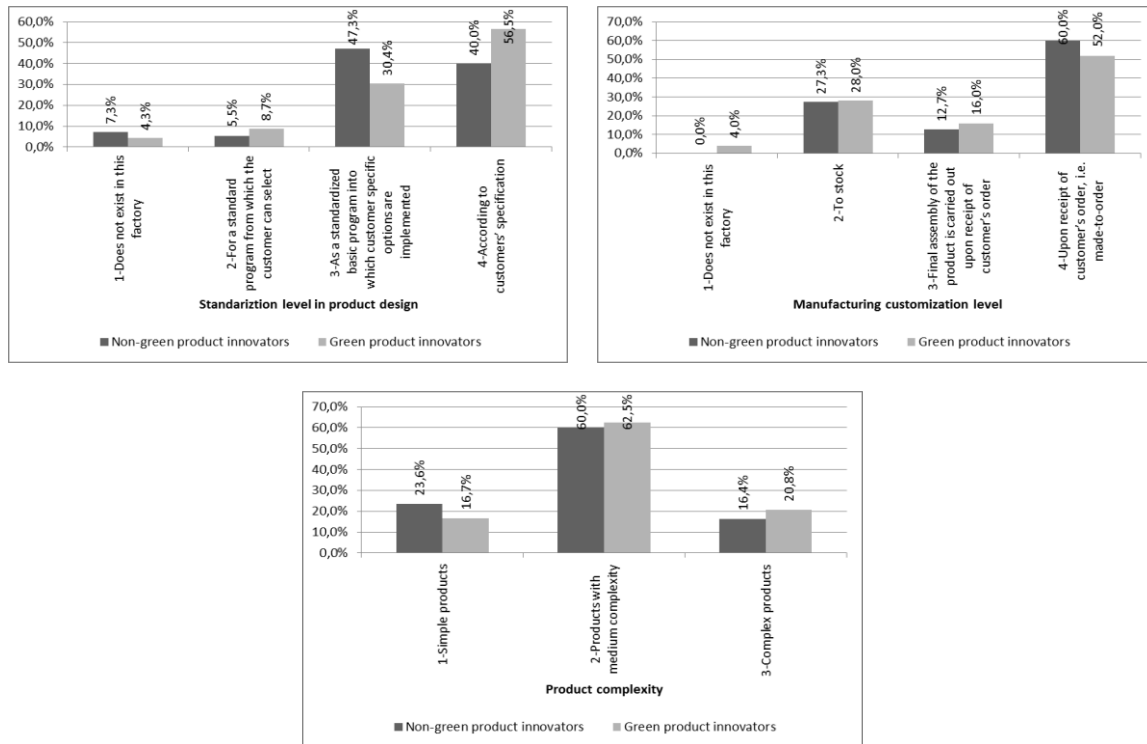 60,0%
50,0%
40,0%
30,0%
20,0%
10,0%
0,0%
7,3%
4,3%
5,5%
8,7%
47,3%
30,4%
40,0%
56,5%
1-Does not exist in this
factory
2-For a standard
program from which the
customer can select
3-As a standardized
basic program into
which customer specific
options are
implemented
4-According to
customers' specification
Standariztion level in product design
Non-green product innovators
Green product innovators
70,0%
60,0%
50,0%
40,0%
30,0%
20,0%
10,0%
0,0%
0,0%
4,0%
27,3%
28,0%
12,7%
16,0%
60,0%
52,0%
1-Does not exist in this
factory
2-To stock
3-Final assembly of the
product is carried out
upon receipt of
customer's order
4-Upon receipt of
customer's order, i.e.
made-to-order
Manufacturing customization level
Non-green product innovators
Green product innovators
70,0%
60,0%
50,0%
40,0%
30,0%
20,0%
10,0%
0,0%
23,6%
16,7%
60,0%
62,5%
16,4%
20,8%
1-Simple products
2-Products with
medium complexity
3-Complex products
Product complexity
Non-green product innovators
Green product innovators